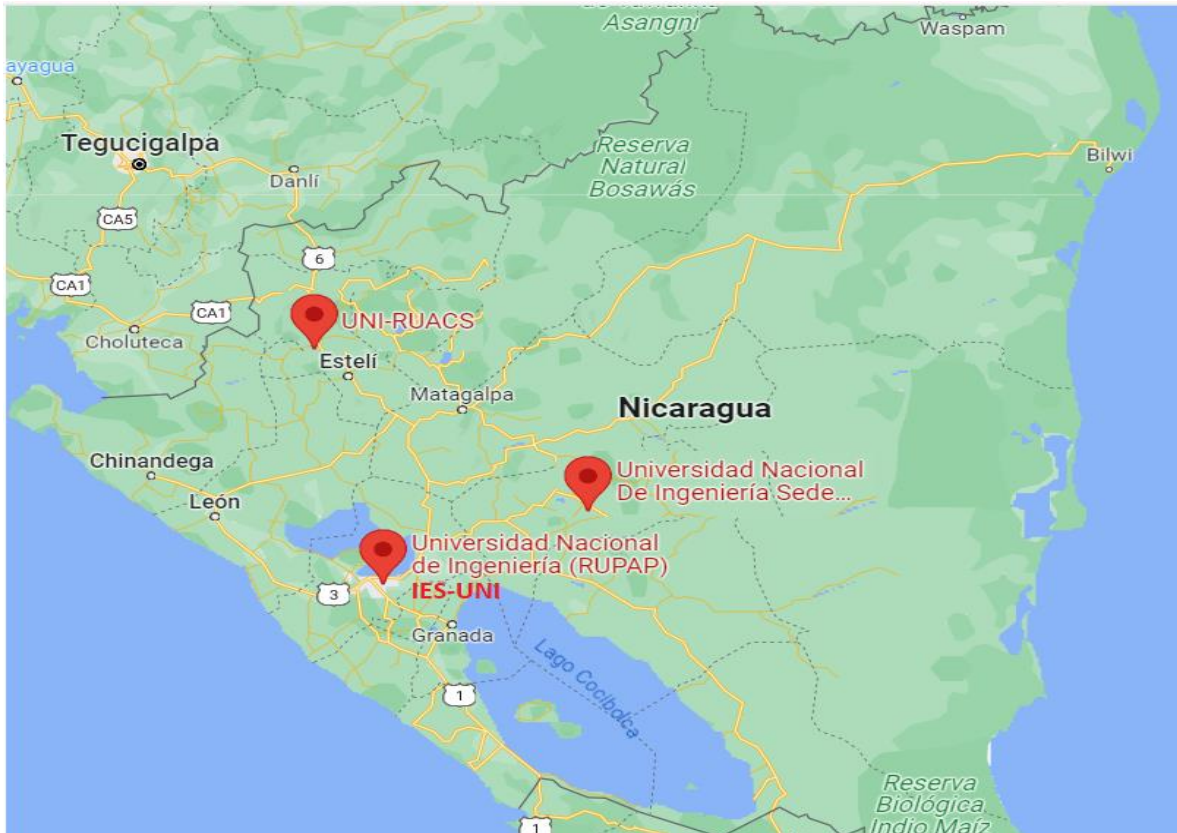 Asangni
Waspam
ayagua
Tegucigalpa
Danlí
Reserva
Natural
Bosawás
Bilwi
CA5
6
CA1
CA1
UNI-RUACS
Choluteca
Estelí
Matagalpa
Nicaragua
Chinandega
Universidad Nacional
De Ingeniería Sede...
León
Universidad Nacional
de Ingeniería (RUPAP)
IES-UNI
3
Granada
Lago Cocibolca
1
Reserva
Biológica
Indio Maíz
1